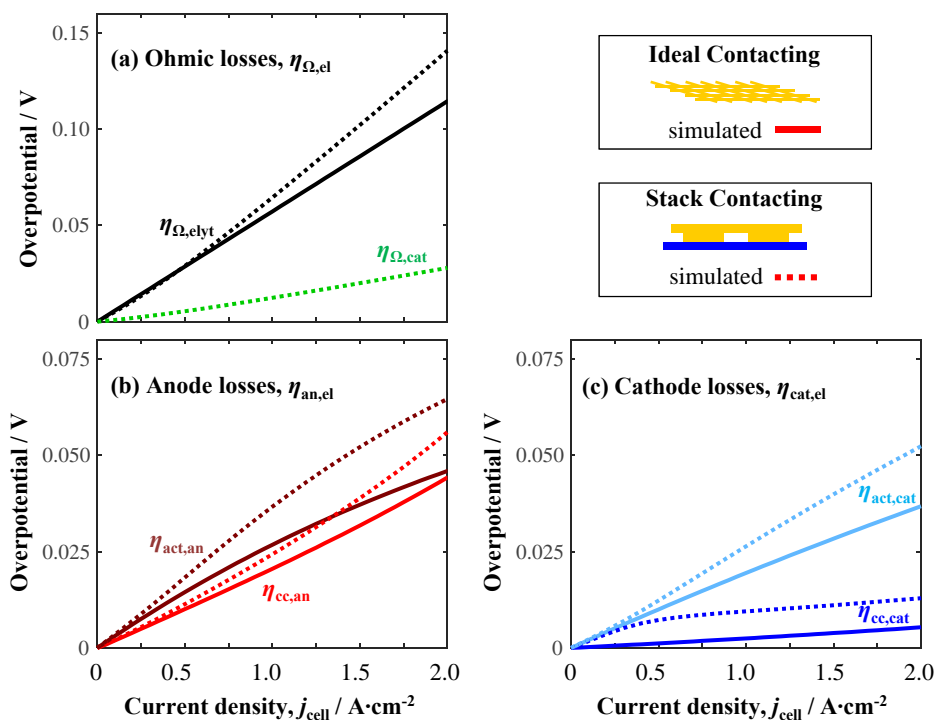 (a) Ohmic losses, ηΩ,el
0.15
0.10
0.05
0
Overpotential / V
ηΩ,elyt
ηΩ,cat
Ideal Contacting
simulated
Stack Contacting
simulated
(b) Anode losses, ηan,el
0.075
0.050
0.025
0
Overpotential / V
ηact,an
ηcc,an
0 0.5 1.0 1.5 2.0
Current density, jcell / A·cm-2
(c) Cathode losses, ηcat,el
0.075
0.050
0.025
0
Overpotential / V
ηact,cat
ηcc,cat
0 0.5 1.0 1.5 2.0
Current density, jcell / A·cm-2